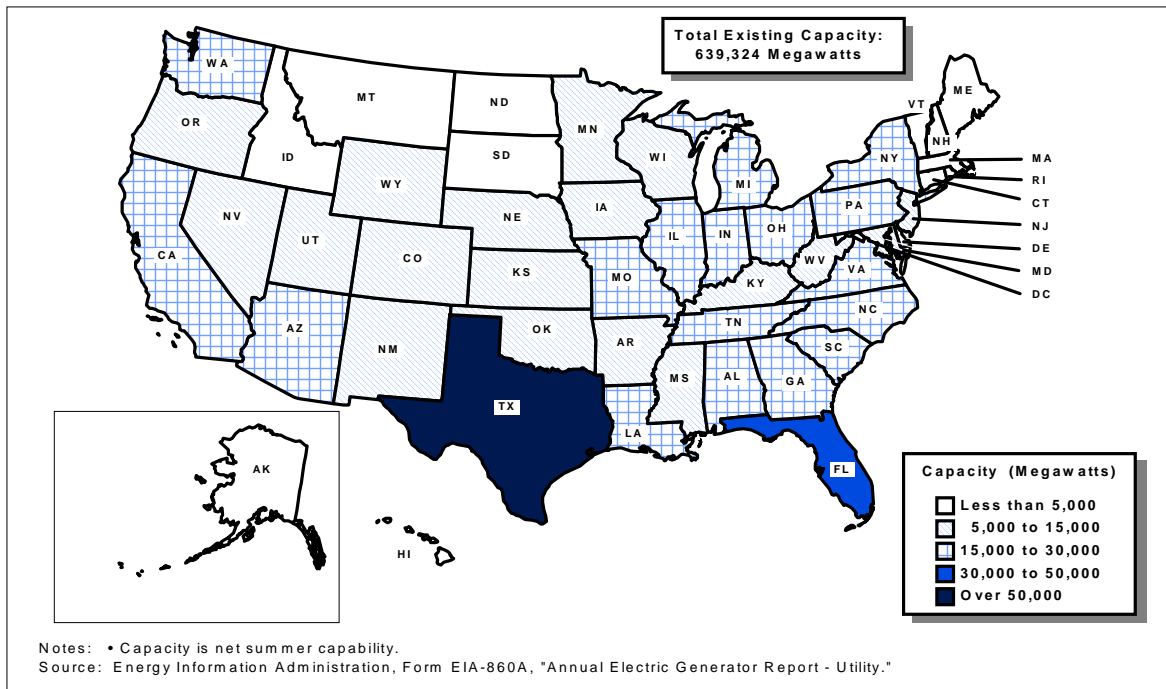 Total Existing Capacity:
639,324 Megawatts
WA
MT
ND
MN
ME
VT
NH
OR
ID
SD
WI
NY
MA
MI
RI
WY
CT
PA
NE
IA
NJ
NV
OH
IL
IN
DE
UT
CA
CO
WV
MD
VA
KS
MO
KY
DC
NC
TN
AZ
OK
NM
AR
SC
MS
AL
GA
TX
LA
FL
AK
HI
Capacity (Megawatts)
Less than 5,000
5,000 to 15,000
15,000 to 30,000
30,000 to 50,000
Over 50,000
Notes: • Capacity is net summer capability.
Source: Energy Information Administration, Form EIA-860A, "Annual Electric Generator Report - Utility."